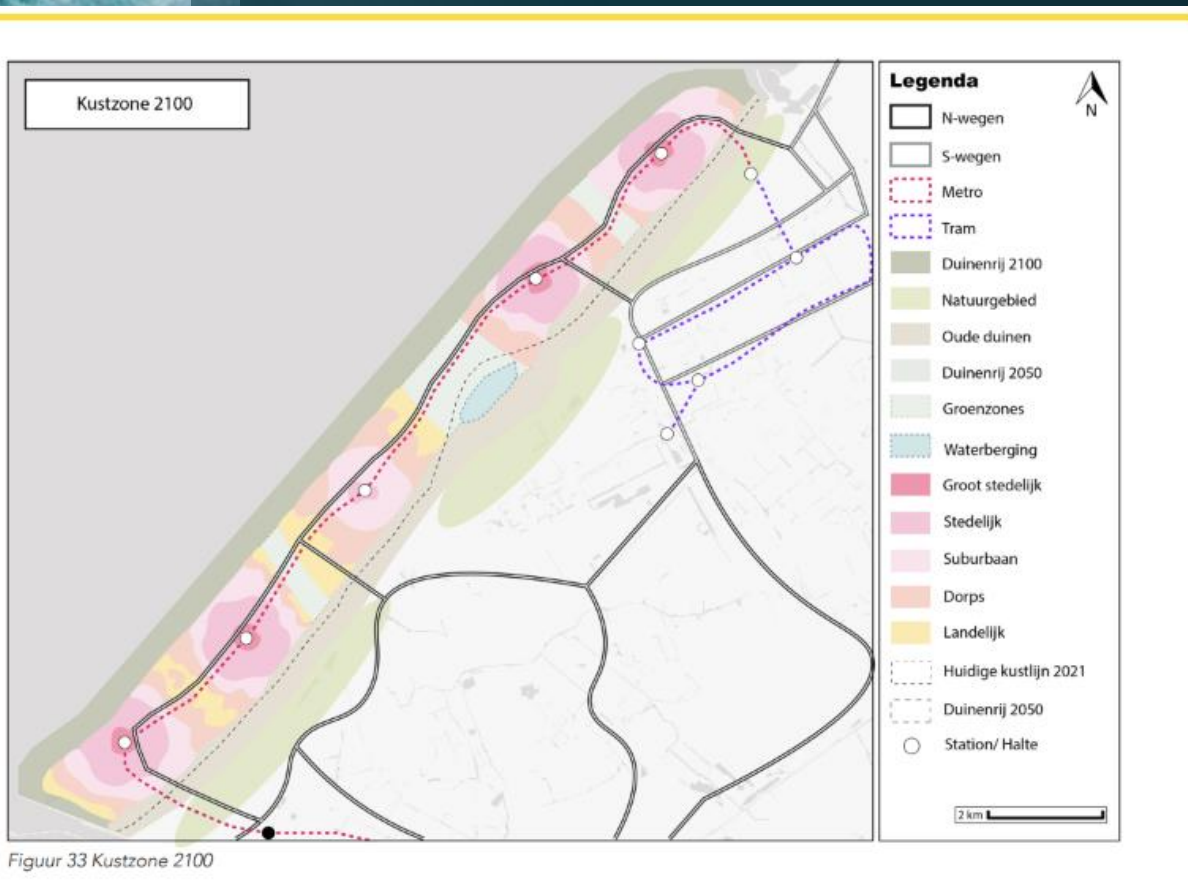 Kustzone 2100
Legenda
N
N-wegen
S-wegen
Metro
Tram
Duinenrij 2100
Natuurgebied
Oude duinen
Duinenrij 2050
Groenzones
Waterberging
Groot stedelijk
Stedelijk
Suburbaan
Dorps
Landelijk
Huidige kustlijn 2021
Duinenrij 2050
Station/ Halte
2 km
Figuur 33 Kustzone 2100